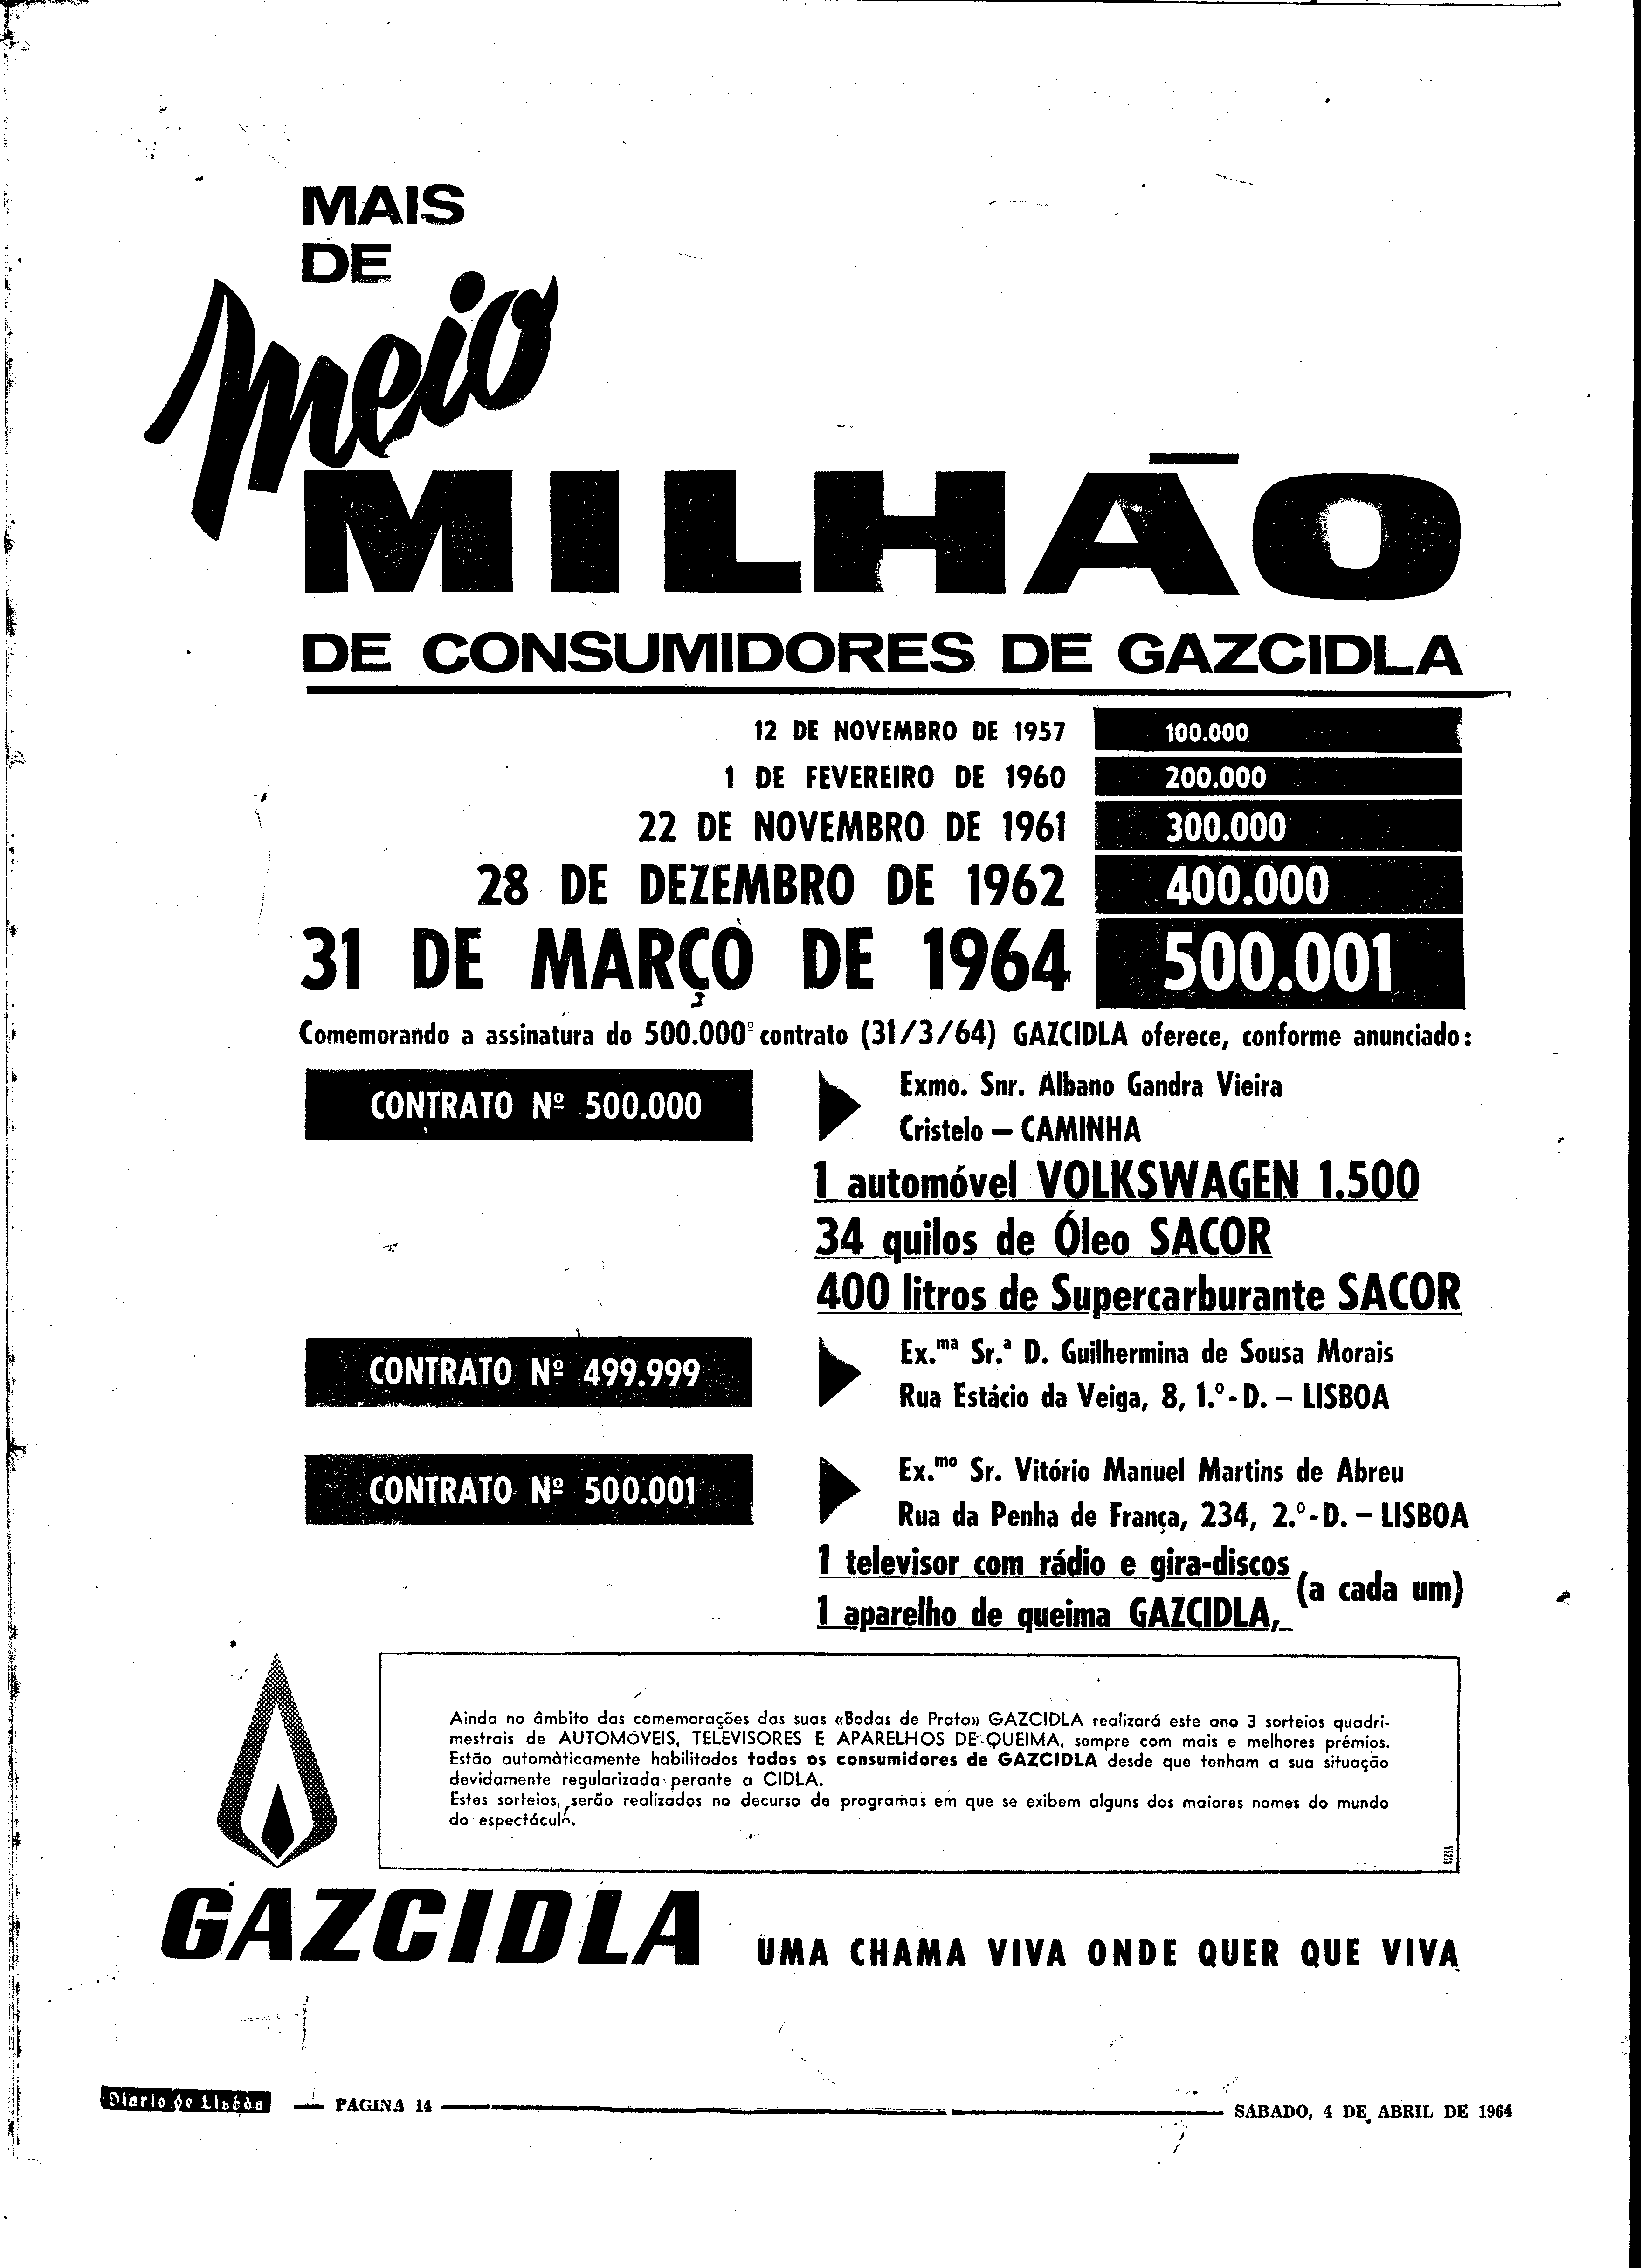 MAIS
DE
Meio
MILHÃO
DE CONSUMIDORES DE GAZCIDLA
12 DE NOVEMBRO DE 1957 100.000
1 DE FEVEREIRO DE 1960 200.000
22 DE NOVEMBRO DE 1961 300.000
28 DE DEZEMBRO DE 1962 400.000
31 DE MARÇO DE 1964 500.001
Comemorando a assinatura do 500.000º contrato (31/3/64) GAZCIDLA oferece, conforme anunciado:
CONTRATO Nº 500.000
Exmo. Snr. Albano Gandra Vieira
Cristelo — CAMINHA
1 automóvel VOLKSWAGEN 1.500
34 quilos de Óleo SACOR
400 litros de Supercarburante SACOR
CONTRATO Nº 499.999
Ex.ma Sr.a D. Guilhermina de Sousa Morais
Rua Estácio da Veiga, 8, 1.º-D. — LISBOA
CONTRATO Nº 500.001
Ex.mo Sr. Vitório Manuel Martins de Abreu
Rua da Penha de França, 234, 2.º-D. — LISBOA
1 televisor com rádio e gira-discos
1 aparelho de queima GAZCIDLA,
(a cada um)
Ainda no âmbito das comemorações das suas «Bodas de Prata» GAZCIDLA realizará este ano 3 sorteios quadri-
mestrais de AUTOMÓVEIS, TELEVISORES E APARELHOS DE QUEIMA, sempre com mais e melhores prémios.
Estão automàticamente habilitados todos os consumidores de GAZCIDLA desde que tenham a sua situação
devidamente regularizada perante a CIDLA.
Estes sorteios, serão realizados no decurso de programas em que se exibem alguns dos maiores nomes do mundo
do espectáculo.
GAZCIDLA
UMA CHAMA VIVA ONDE QUER QUE VIVA
Diario de Lisbôa — PAGINA 14 — SABADO, 4 DE ABRIL DE 1964